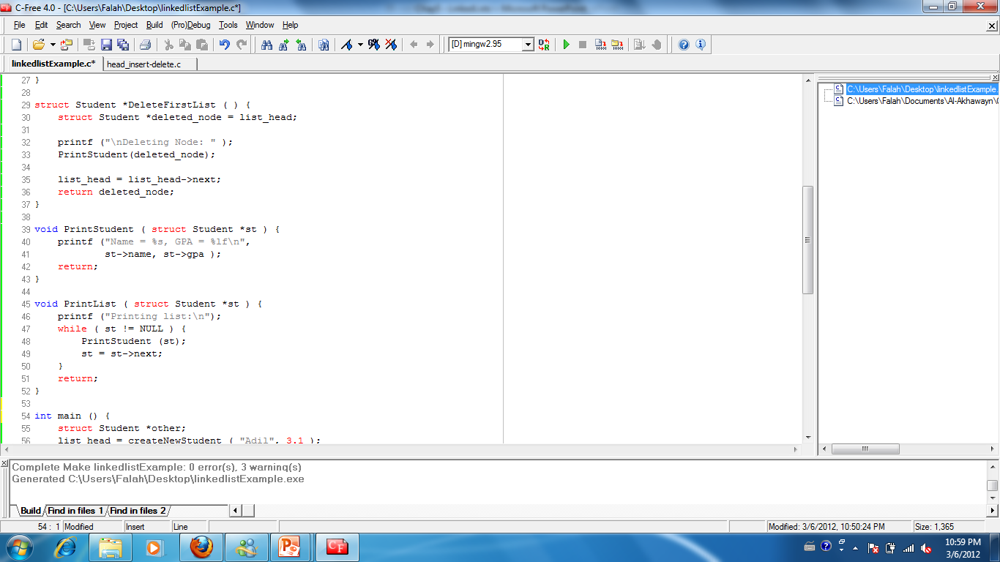 C-Free 4.0 - [C:\Users\Falah\Desktop\linkedlistExample.c*]
File Edit Search View Project Build (Pro)Debug Tools Window Help
[D] mingw2.95
linkedlistExample.c* head_insert-delete.c
27 }
28
29 struct Student *DeleteFirstList ( ) {
30     struct Student *deleted_node = list_head;
31
32     printf ("\nDeleting Node: " );
33     PrintStudent(deleted_node);
34
35     list_head = list_head->next;
36     return deleted_node;
37 }
38
39 void PrintStudent ( struct Student *st ) {
40     printf ("Name = %s, GPA = %lf\n",
41             st->name, st->gpa );
42     return;
43 }
44
45 void PrintList ( struct Student *st ) {
46     printf ("Printing list:\n");
47     while ( st != NULL ) {
48         PrintStudent (st);
49         st = st->next;
50     }
51     return;
52 }
53
54 int main () {
55     struct Student *other;
56     list_head = createNewStudent ( "Adil", 3.1 );
C:\Users\Falah\Desktop\linkedlistExample.
C:\Users\Falah\Documents\Al-Akhawayn\
Complete Make linkedlistExample: 0 error(s), 3 warning(s)
Generated C:\Users\Falah\Desktop\linkedlistExample.exe
Build Find in files 1 Find in files 2
54 : 1 Modified Insert Line Modified: 3/6/2012, 10:50:24 PM Size: 1,365
10:59 PM
3/6/2012